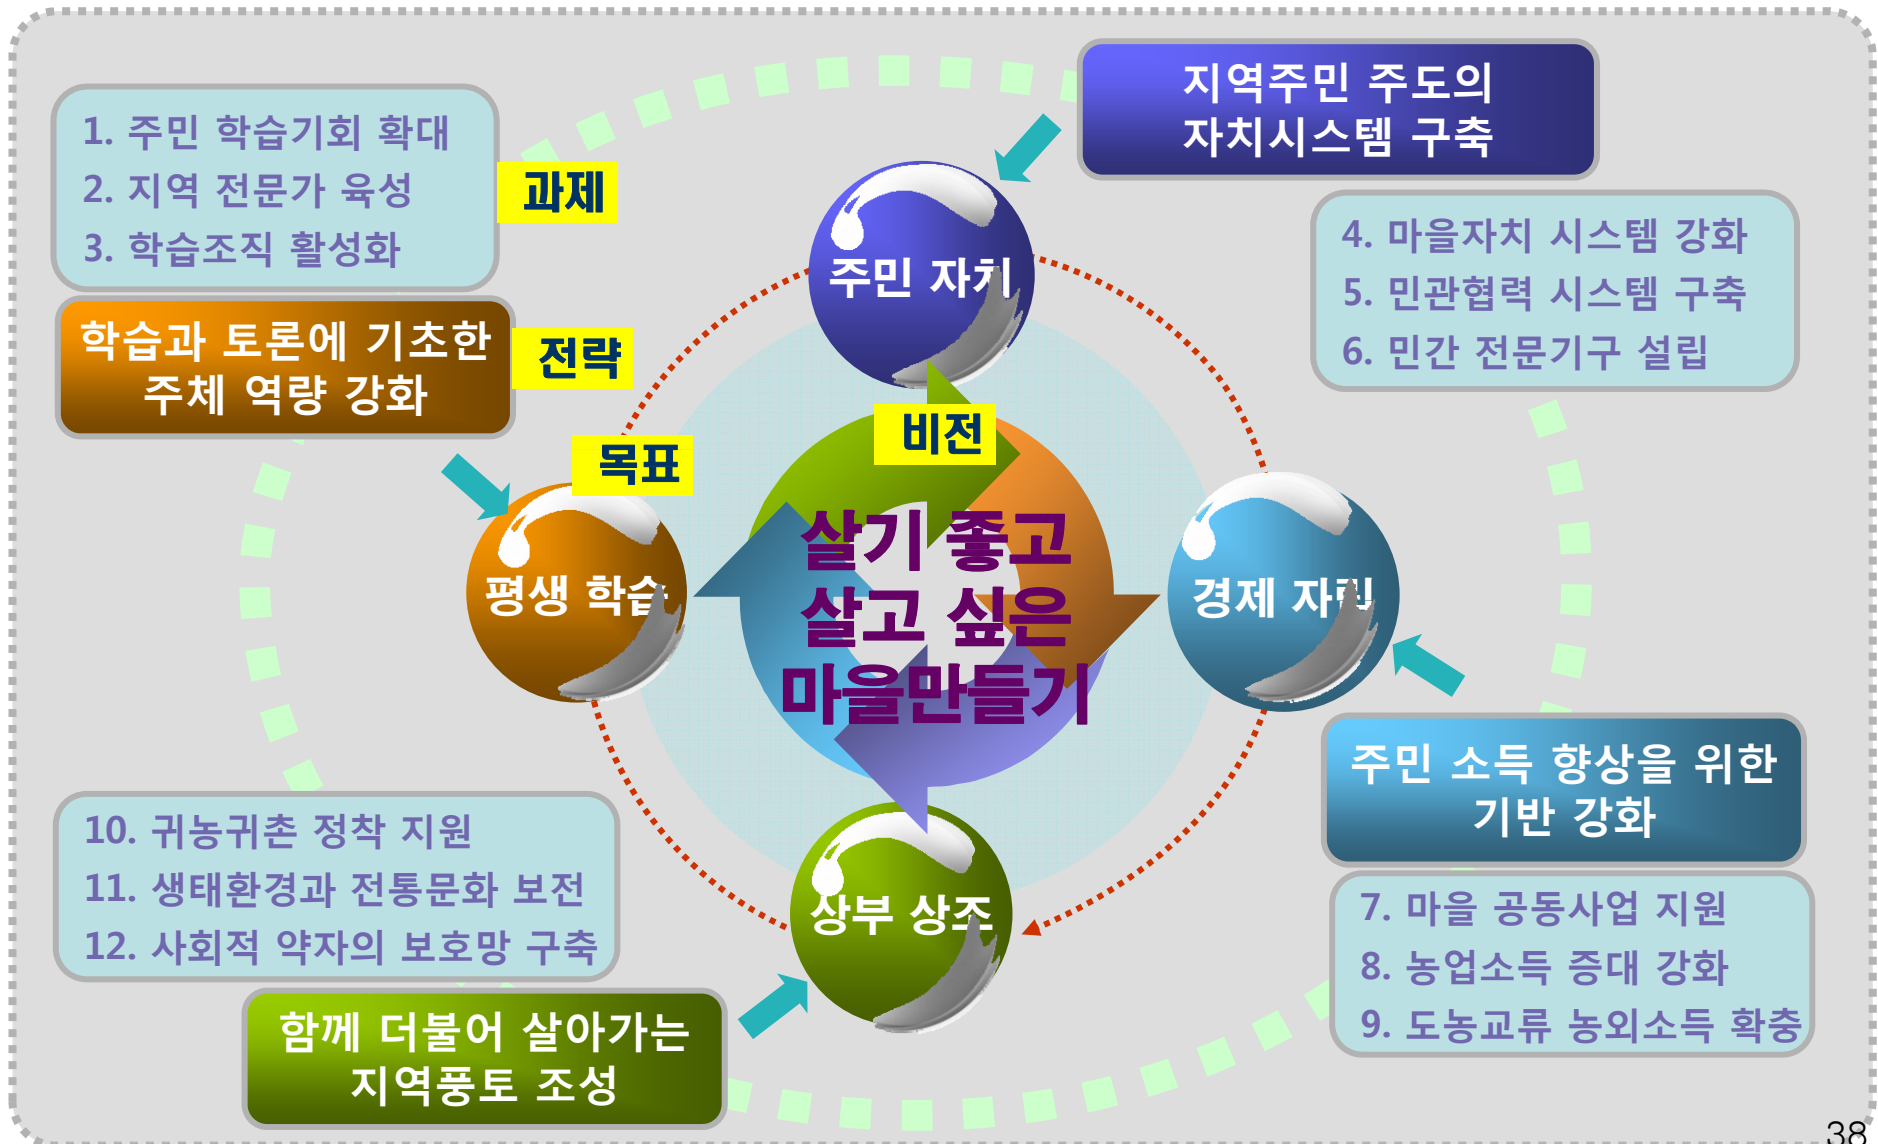 지역주민 주도의
자치시스템 구축
1. 주민 학습기회 확대
2. 지역 전문가 육성
3. 학습조직 활성화
과제
주민 자치
4. 마을자치 시스템 강화
5. 민관협력 시스템 구축
6. 민간 전문기구 설립
학습과 토론에 기초한
주체 역량 강화
전략
비전
목표
살기 좋고
살고 싶은
마을만들기
평생 학습
경제 자립
주민 소득 향상을 위한
기반 강화
10. 귀농귀촌 정착 지원
11. 생태환경과 전통문화 보전
12. 사회적 약자의 보호망 구축
상부 상조
7. 마을 공동사업 지원
8. 농업소득 증대 강화
9. 도농교류 농외소득 확충
함께 더불어 살아가는
지역풍토 조성
38